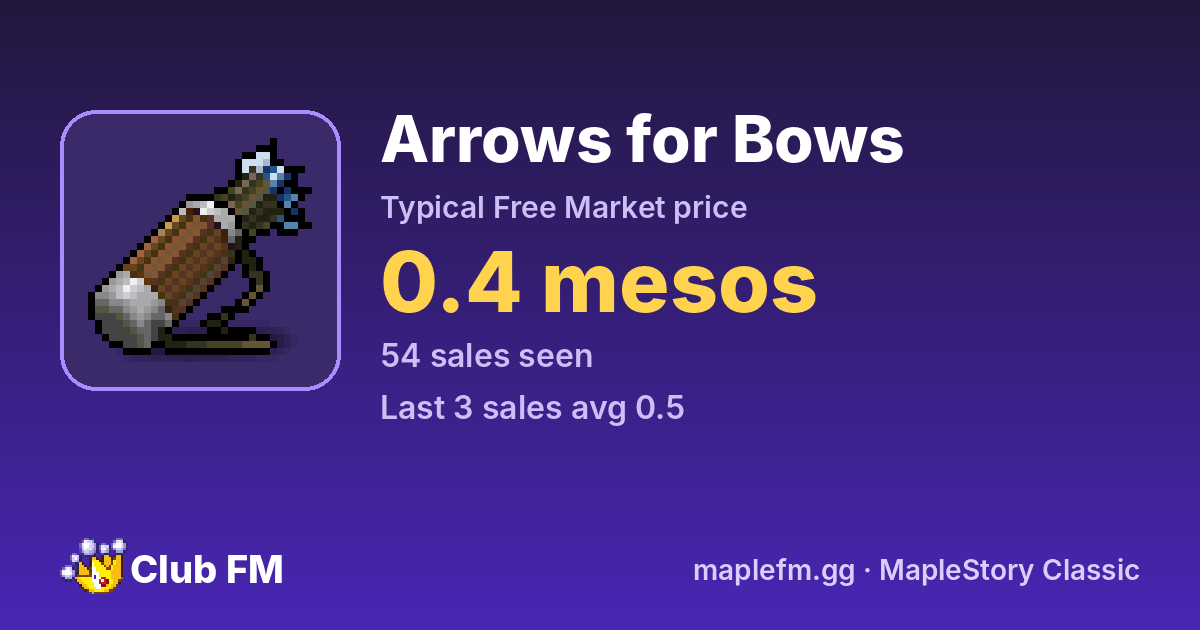 Arrows for Bows
Typical Free Market price
0.4 mesos
54 sales seen
Last 3 sales avg 0.5
Club FM
maplefm.gg · MapleStory Classic